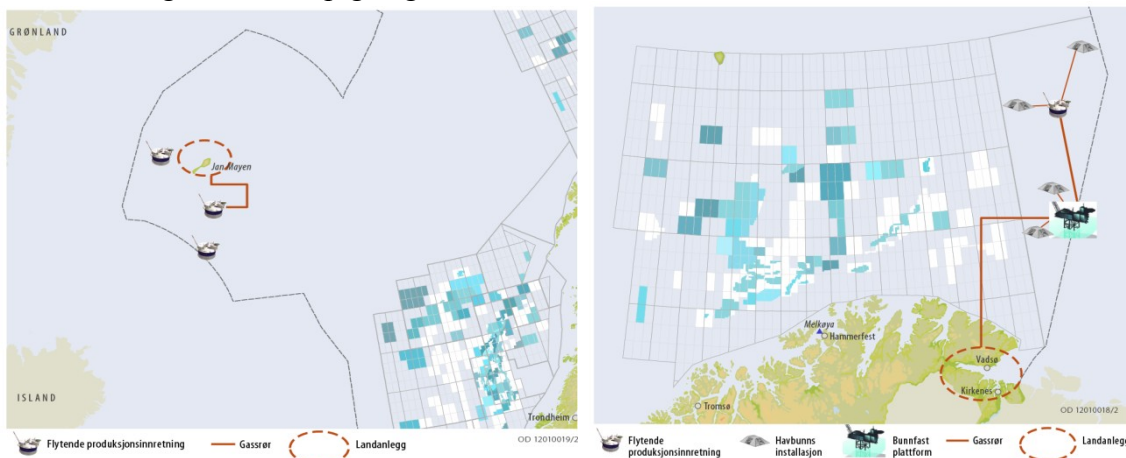 GRØNLAND
Jan Mayen
ISLAND
Trondheim
Flytende produksjonsinnretning
Gassrør
Landanlegg
OD 12010019/2
Melkøya
Hammerfest
Vadsø
Kirkenes
Tromsø
OD 12010018/2
Flytende
produksjonsinnretning
Havbunns
installasjon
Bunnfast
plattform
Gassrør
Landanlegg